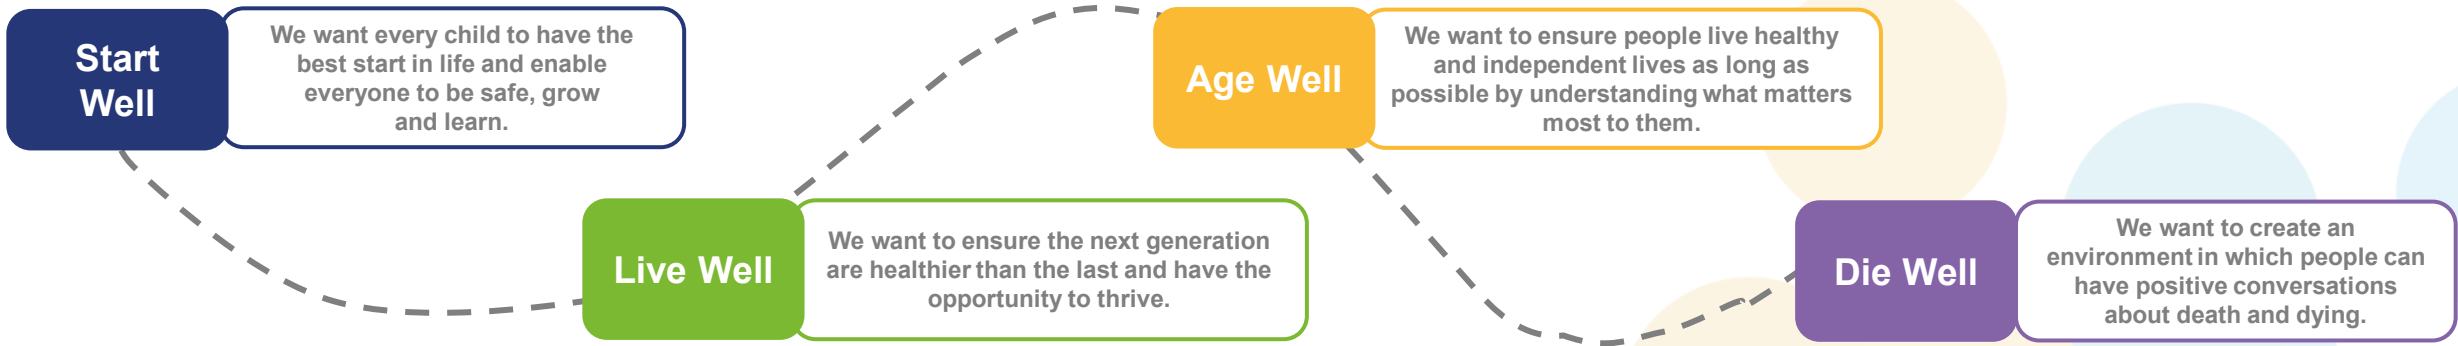 Start
Well
We want every child to have the
best start in life and enable
everyone to be safe, grow
and learn.
Live Well
We want to ensure the next generation
are healthier than the last and have the
opportunity to thrive.
Age Well
We want to ensure people live healthy
and independent lives as long as
possible by understanding what matters
most to them.
Die Well
We want to create an
environment in which people can
have positive conversations
about death and dying.